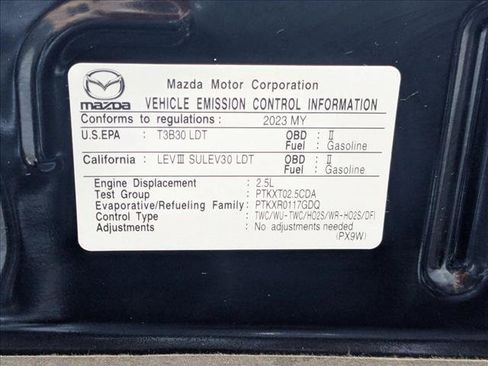 Mazda Motor Corporation
mazda VEHICLE EMISSION CONTROL INFORMATION
Conforms to regulations : 2023 MY
U.S.EPA : T3B30 LDT OBD : II
Fuel : Gasoline
California : LEVIII SULEV30 LDT OBD : II
Fuel : Gasoline
Engine Displacement : 2.5L
Test Group : PTKXT02.5CDA
Evaporative/Refueling Family: PTKXR0117GDQ
Control Type : TWC/WU-TWC/HO2S/WR-HO2S/DFI
Adjustments : No adjustments needed
(PX9W)